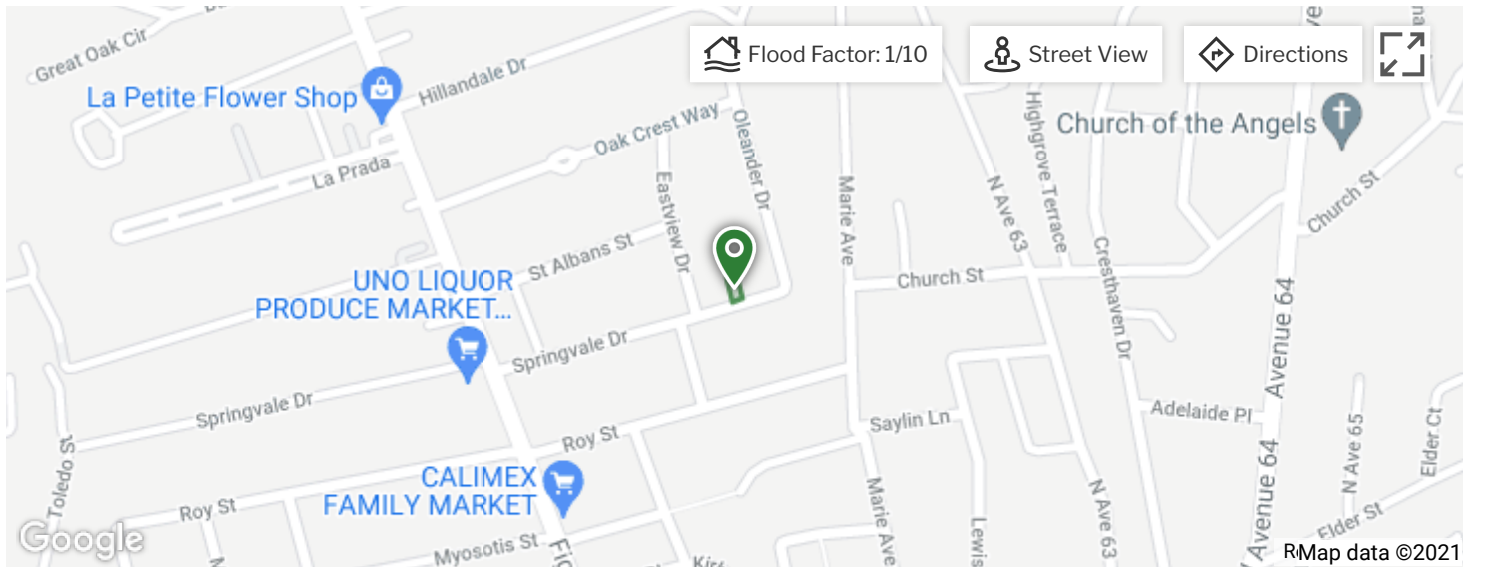 Great Oak Cir
Hillandale Dr
La Petite Flower Shop
La Prada
Oak Crest Way
Oleander Dr
Flood Factor: 1/10
Street View
Directions
Highgrove Terrace
Church of the Angels
Church St
Eastview Dr
Marie Ave
N Ave 63
St Albans St
Church St
Cresthaven Dr
UNO LIQUOR
PRODUCE MARKET...
Springvale Dr
Springvale Dr
Avenue 64
Adelaide Pl
Saylin Ln
Roy St
Toledo St
CALIMEX
FAMILY MARKET
Roy St
Myosotis St
Marie Ave
Lewis
N Ave 63
Avenue 64
N Ave 65
Elder Ct
Elder St
Google
Map data ©2021